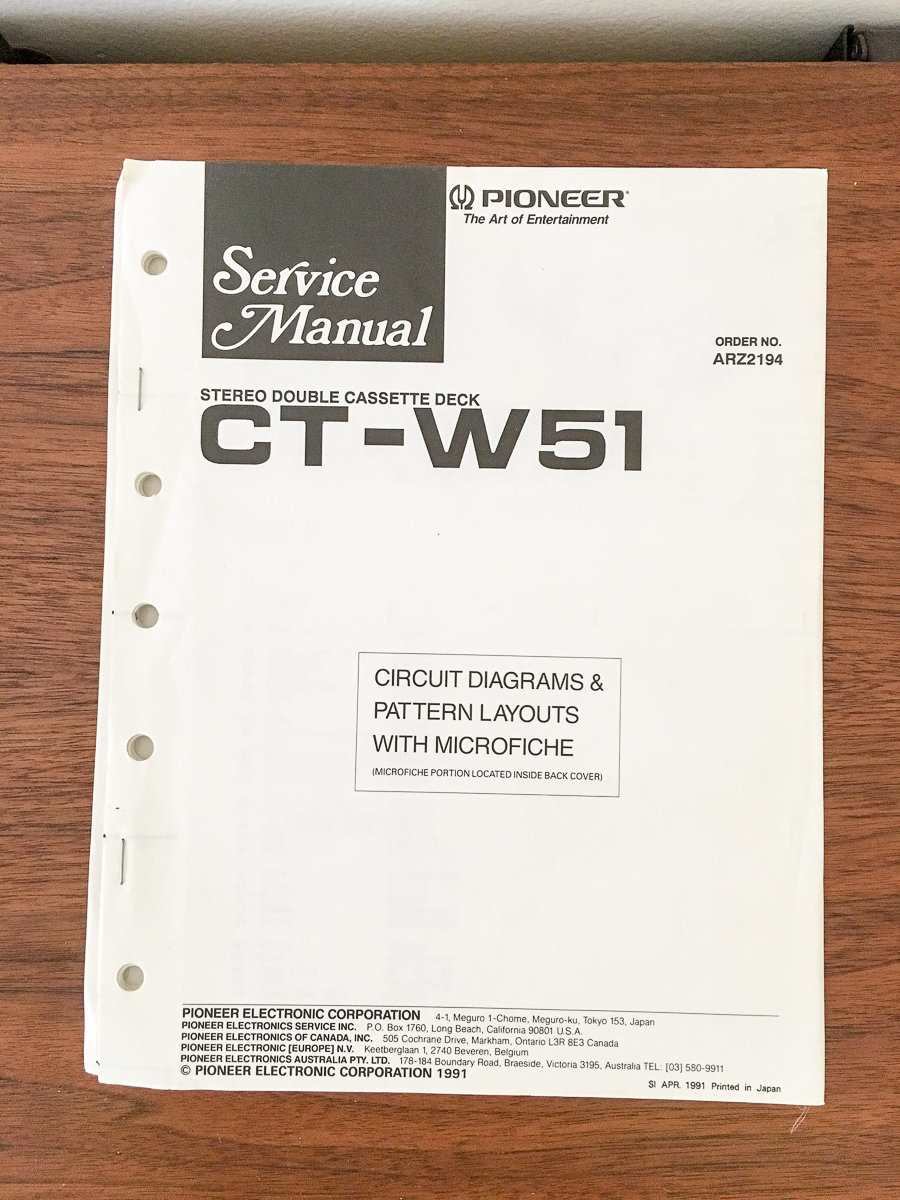 PIONEER
The Art of Entertainment
Service
Manual
ORDER NO.
ARZ2194
STEREO DOUBLE CASSETTE DECK
CT-W51
CIRCUIT DIAGRAMS &
PATTERN LAYOUTS
WITH MICROFICHE
(MICROFICHE PORTION LOCATED INSIDE BACK COVER)
PIONEER ELECTRONIC CORPORATION 4-1, Meguro 1-Chome, Meguro-ku, Tokyo 153, Japan
PIONEER ELECTRONICS SERVICE INC. P.O. Box 1760, Long Beach, California 90801 U.S.A.
PIONEER ELECTRONICS OF CANADA, INC. 505 Cochrane Drive, Markham, Ontario L3R 8E3 Canada
PIONEER ELECTRONIC [EUROPE] N.V. Keetberglaan 1, 2740 Beveren, Belgium
PIONEER ELECTRONICS AUSTRALIA PTY. LTD. 178-184 Boundary Road, Braeside, Victoria 3195, Australia TEL: [03] 580-9911
© PIONEER ELECTRONIC CORPORATION 1991
SI APR. 1991 Printed in Japan